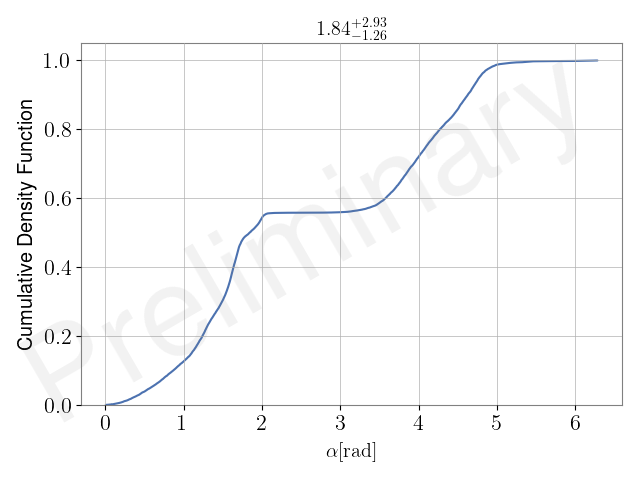 1.84^{+2.93}_{-1.26}
1.0
0.8
0.6
0.4
0.2
0.0
Cumulative Density Function
Preliminary
0 1 2 3 4 5 6
α[rad]